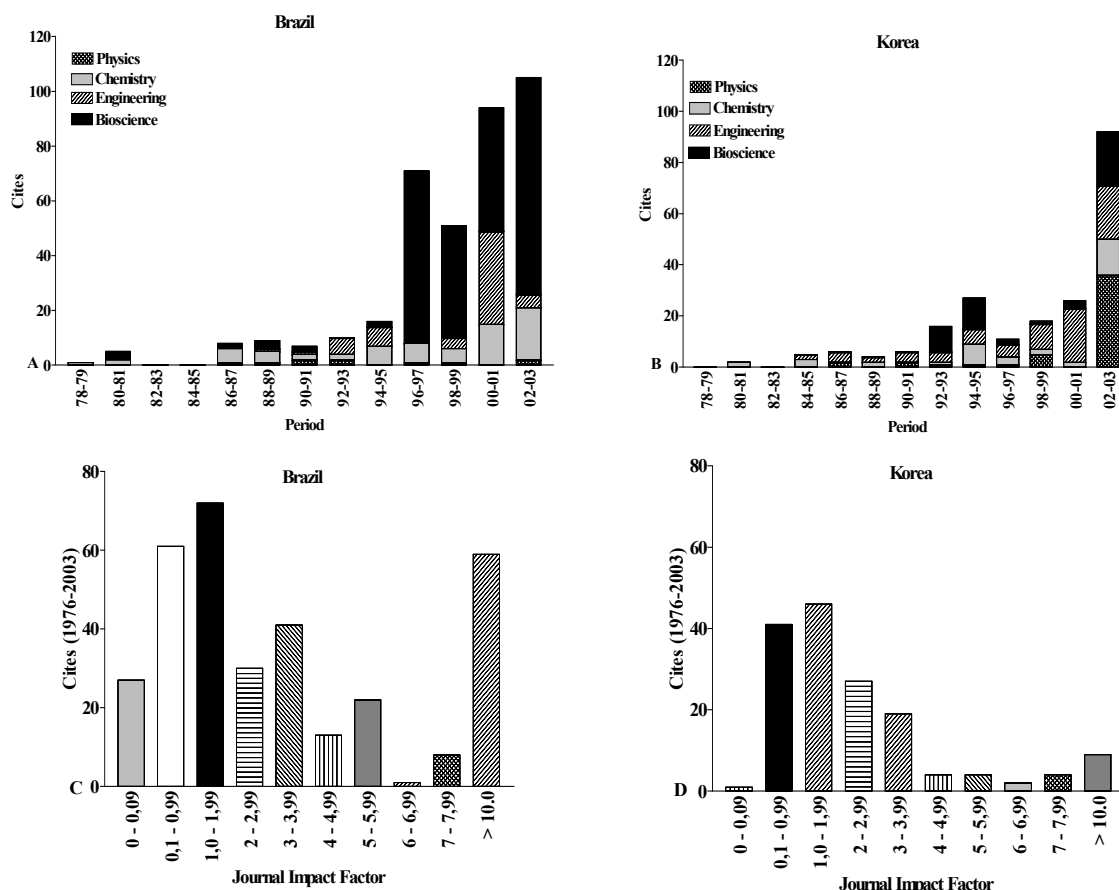 Brazil
120
100
80
60
40
20
0
Cites
Physics
Chemistry
Engineering
Bioscience
A
78-79
80-81
82-83
84-85
86-87
88-89
90-91
92-93
94-95
96-97
98-99
00-01
02-03
Period
Korea
120
100
80
60
40
20
0
Cites
Physics
Chemistry
Engineering
Bioscience
B
78-79
80-81
82-83
84-85
86-87
88-89
90-91
92-93
94-95
96-97
98-99
00-01
02-03
Period
Brazil
80
60
40
20
0
Cites (1976-2003)
C
0 - 0,09
0,1 - 0,99
1,0 - 1,99
2 - 2,99
3 - 3,99
4 - 4,99
5 - 5,99
6 - 6,99
7 - 7,99
> 10.0
Journal Impact Factor
Korea
80
60
40
20
0
Cites (1976-2003)
D
0 - 0,09
0,1 - 0,99
1,0 - 1,99
2 - 2,99
3 - 3,99
4 - 4,99
5 - 5,99
6 - 6,99
7 - 7,99
> 10.0
Journal Impact Factor